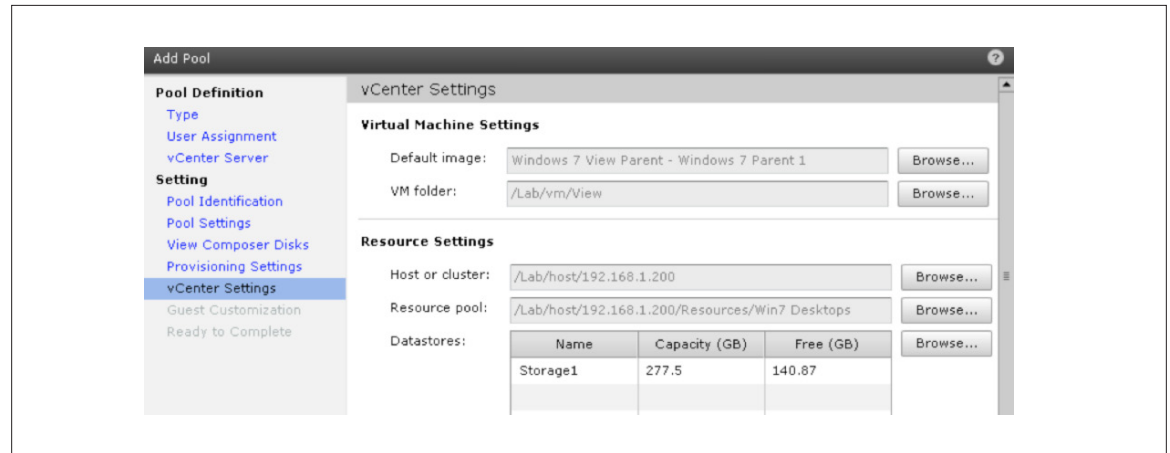 Add Pool
?
Pool Definition
Type
User Assignment
vCenter Server
Setting
Pool Identification
Pool Settings
View Composer Disks
Provisioning Settings
vCenter Settings
Guest Customization
Ready to Complete
vCenter Settings
Virtual Machine Settings
Default image: Windows 7 View Parent - Windows 7 Parent 1 Browse...
VM folder: /Lab/vm/View Browse...
Resource Settings
Host or cluster: /Lab/host/192.168.1.200 Browse...
Resource pool: /Lab/host/192.168.1.200/Resources/Win7 Desktops Browse...
Datastores: Name Capacity (GB) Free (GB) Browse...
Storage1 277.5 140.87